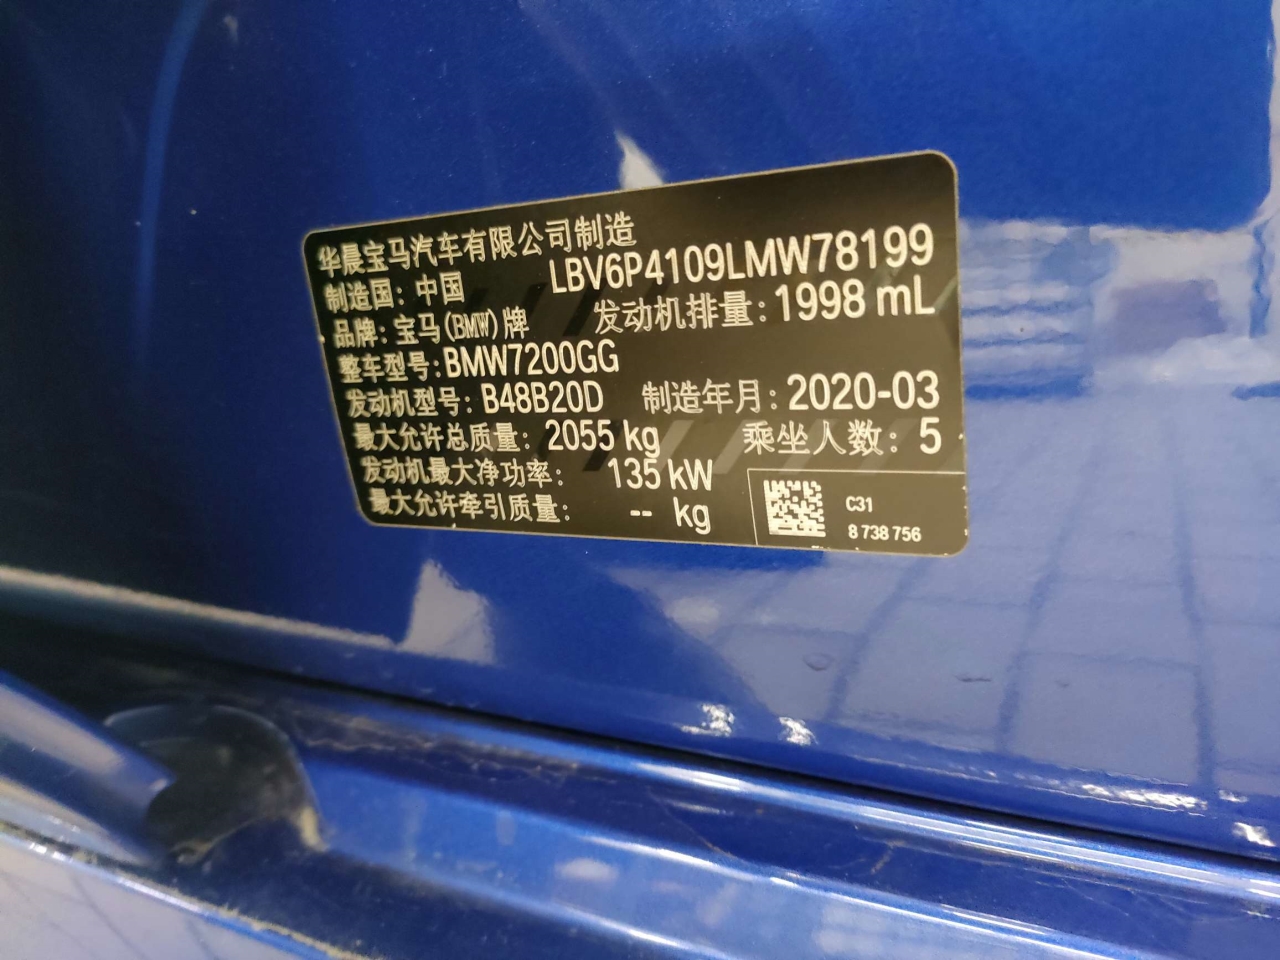 华晨宝马汽车有限公司制造
制造国: 中国 LBV6P4109LMW78199
品牌: 宝马(BMW)牌 发动机排量: 1998 mL
整车型号: BMW7200GG
发动机型号: B48B20D 制造年月: 2020-03
最大允许总质量: 2055 kg 乘坐人数: 5
发动机最大净功率: 135 kW
最大允许牵引质量: -- kg
C31
8 738 756